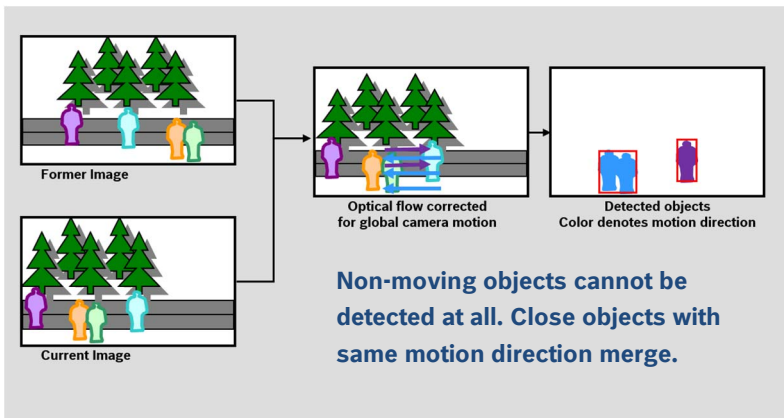 Former Image
Current Image
Optical flow corrected
for global camera motion
Detected objects
Color denotes motion direction
Non-moving objects cannot be
detected at all. Close objects with
same motion direction merge.